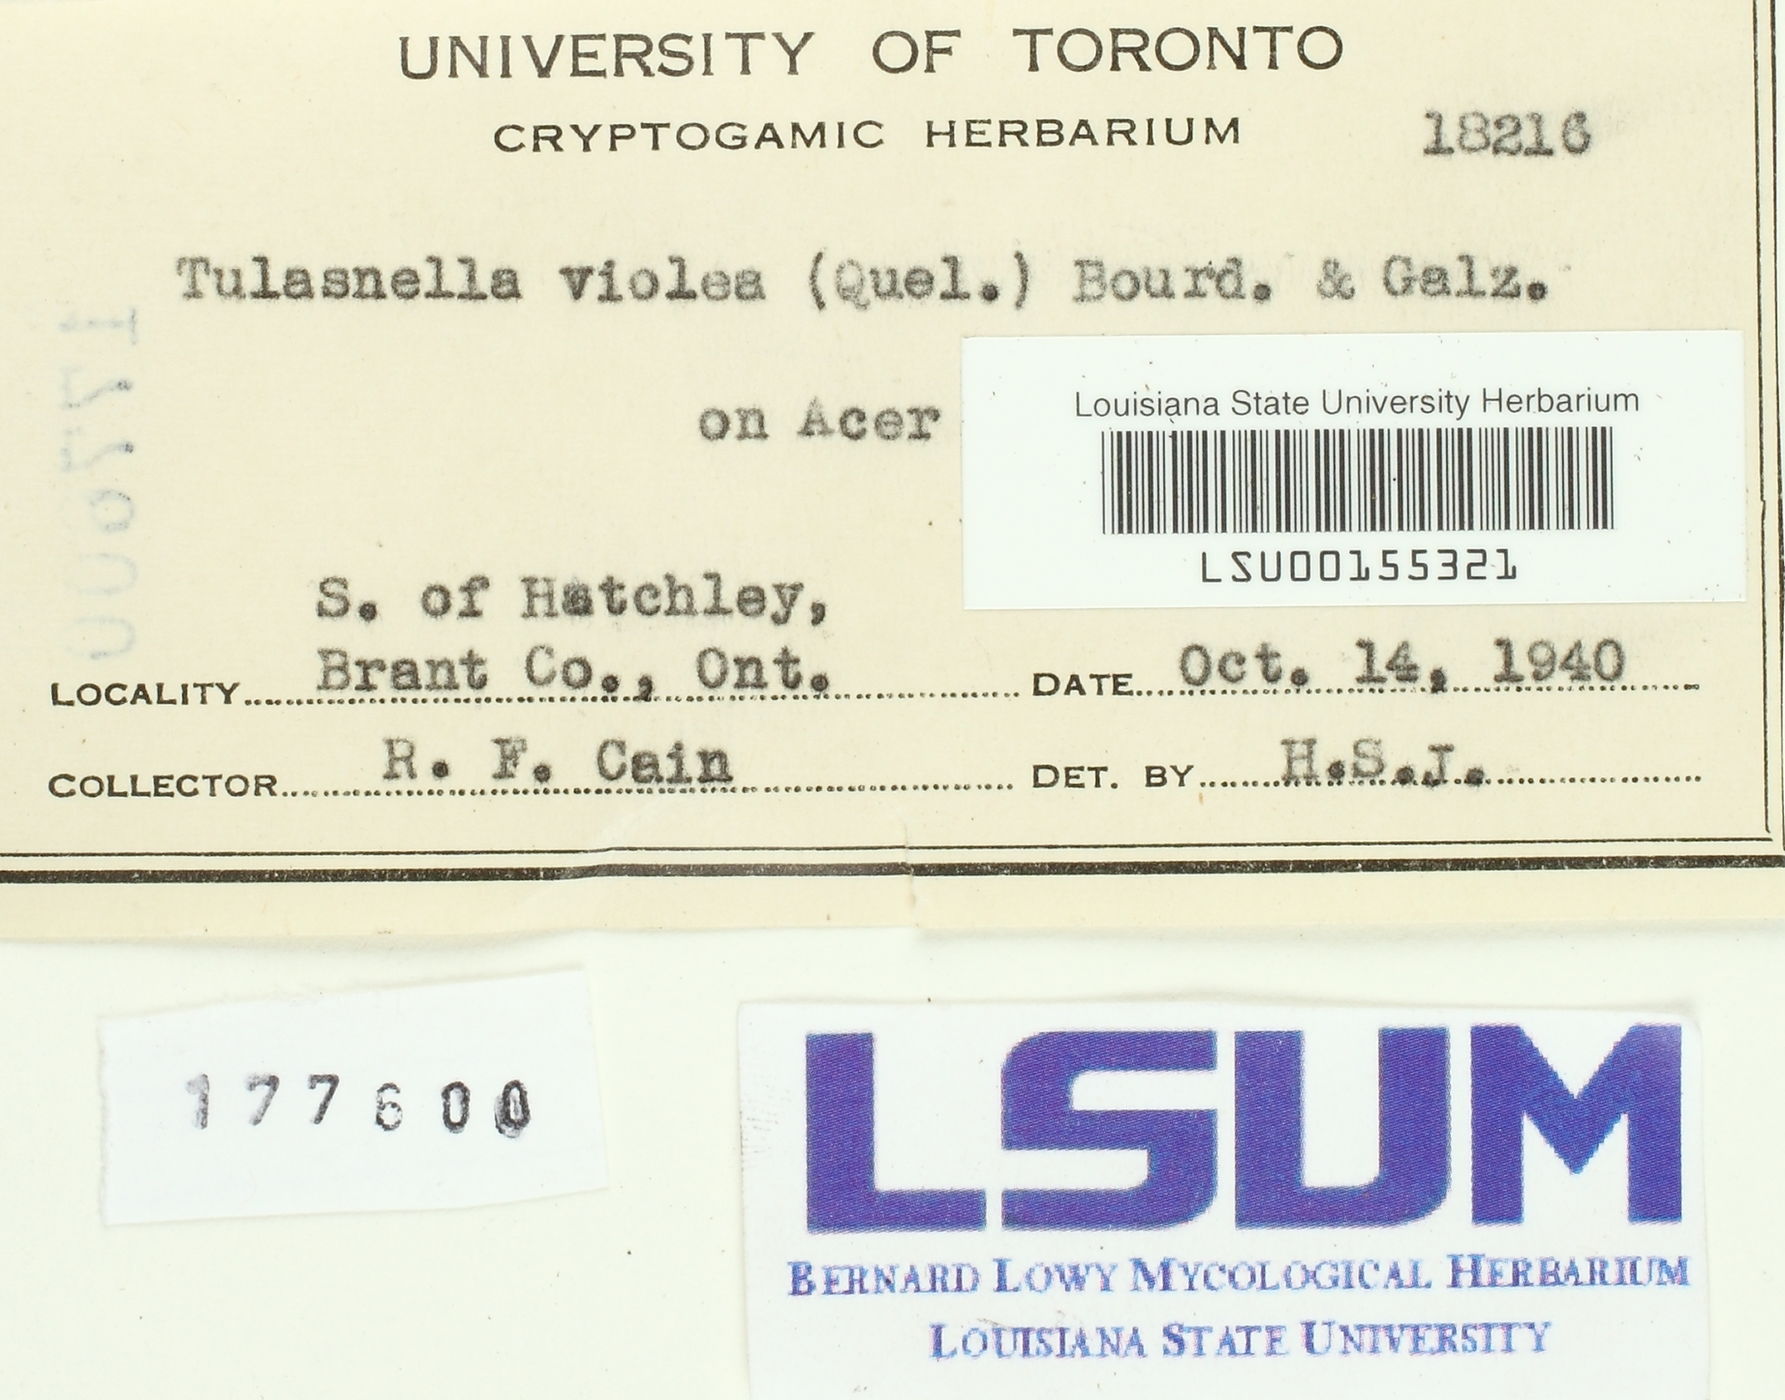 UNIVERSITY OF TORONTO
CRYPTOGAMIC HERBARIUM 18216
Tulasnella violea (Quel.) Bourd. & Galz.
on Acer
Louisiana State University Herbarium
LSU00155321
S. of Hatchley,
LOCALITY Brant Co., Ont. DATE Oct. 14, 1940
COLLECTOR R. F. Cain DET. BY H.S.J.
177600
LSUM
BERNARD LOWY MYCOLOGICAL HERBARIUM
LOUISIANA STATE UNIVERSITY